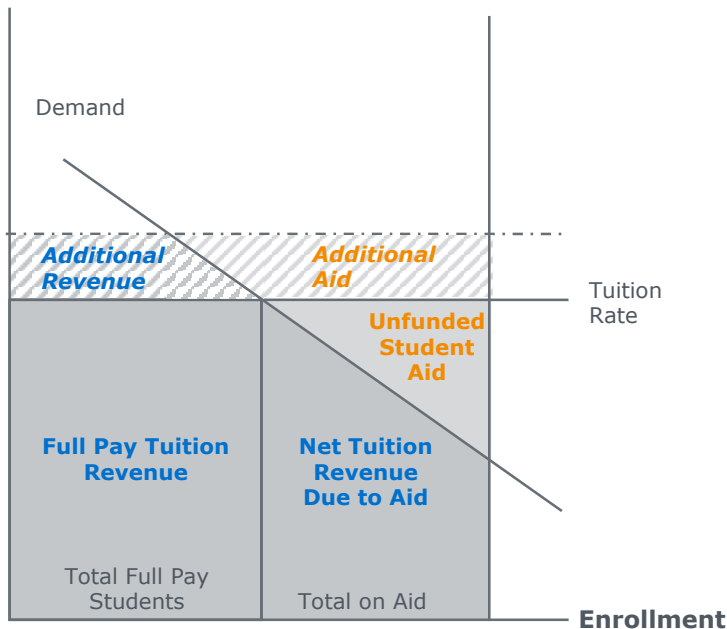 Demand
Additional
Revenue
Additional
Aid
Tuition
Rate
Unfunded
Student
Aid
Full Pay Tuition
Revenue
Net Tuition
Revenue
Due to Aid
Total Full Pay
Students
Total on Aid
Enrollment